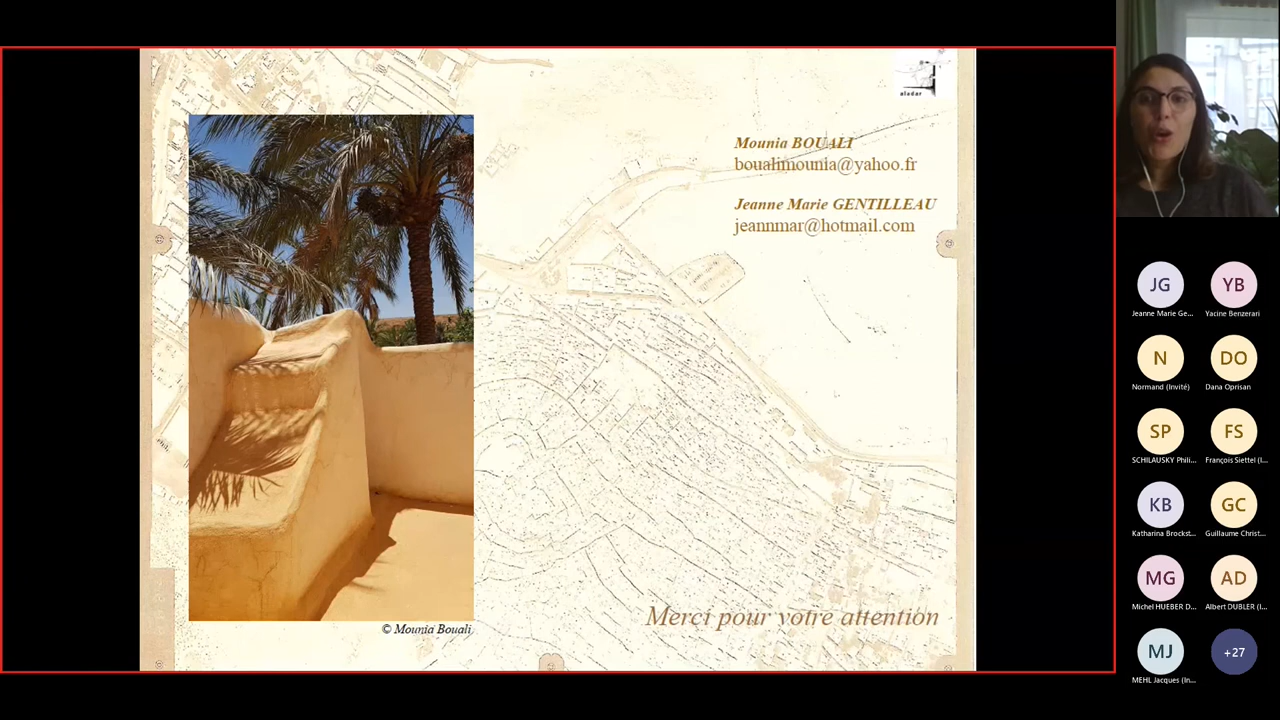 aladar
Mounia BOUALI
boualimounia@yahoo.fr
Jeanne Marie GENTILLEAU
jeannmar@hotmail.com
© Mounia Bouali
Merci pour votre attention
JG
YB
Jeanne Marie Ge...
Yacine Benzerari
N
DO
Normand (Invité)
Dana Oprisan
SP
FS
SCHILAUSKY Phili...
François Siettel (I...
KB
GC
Katharina Brockst...
Guillaume Christ...
MG
AD
Michel HUEBER D...
Albert DUBLER (I...
MJ
+27
MEHL Jacques (In...